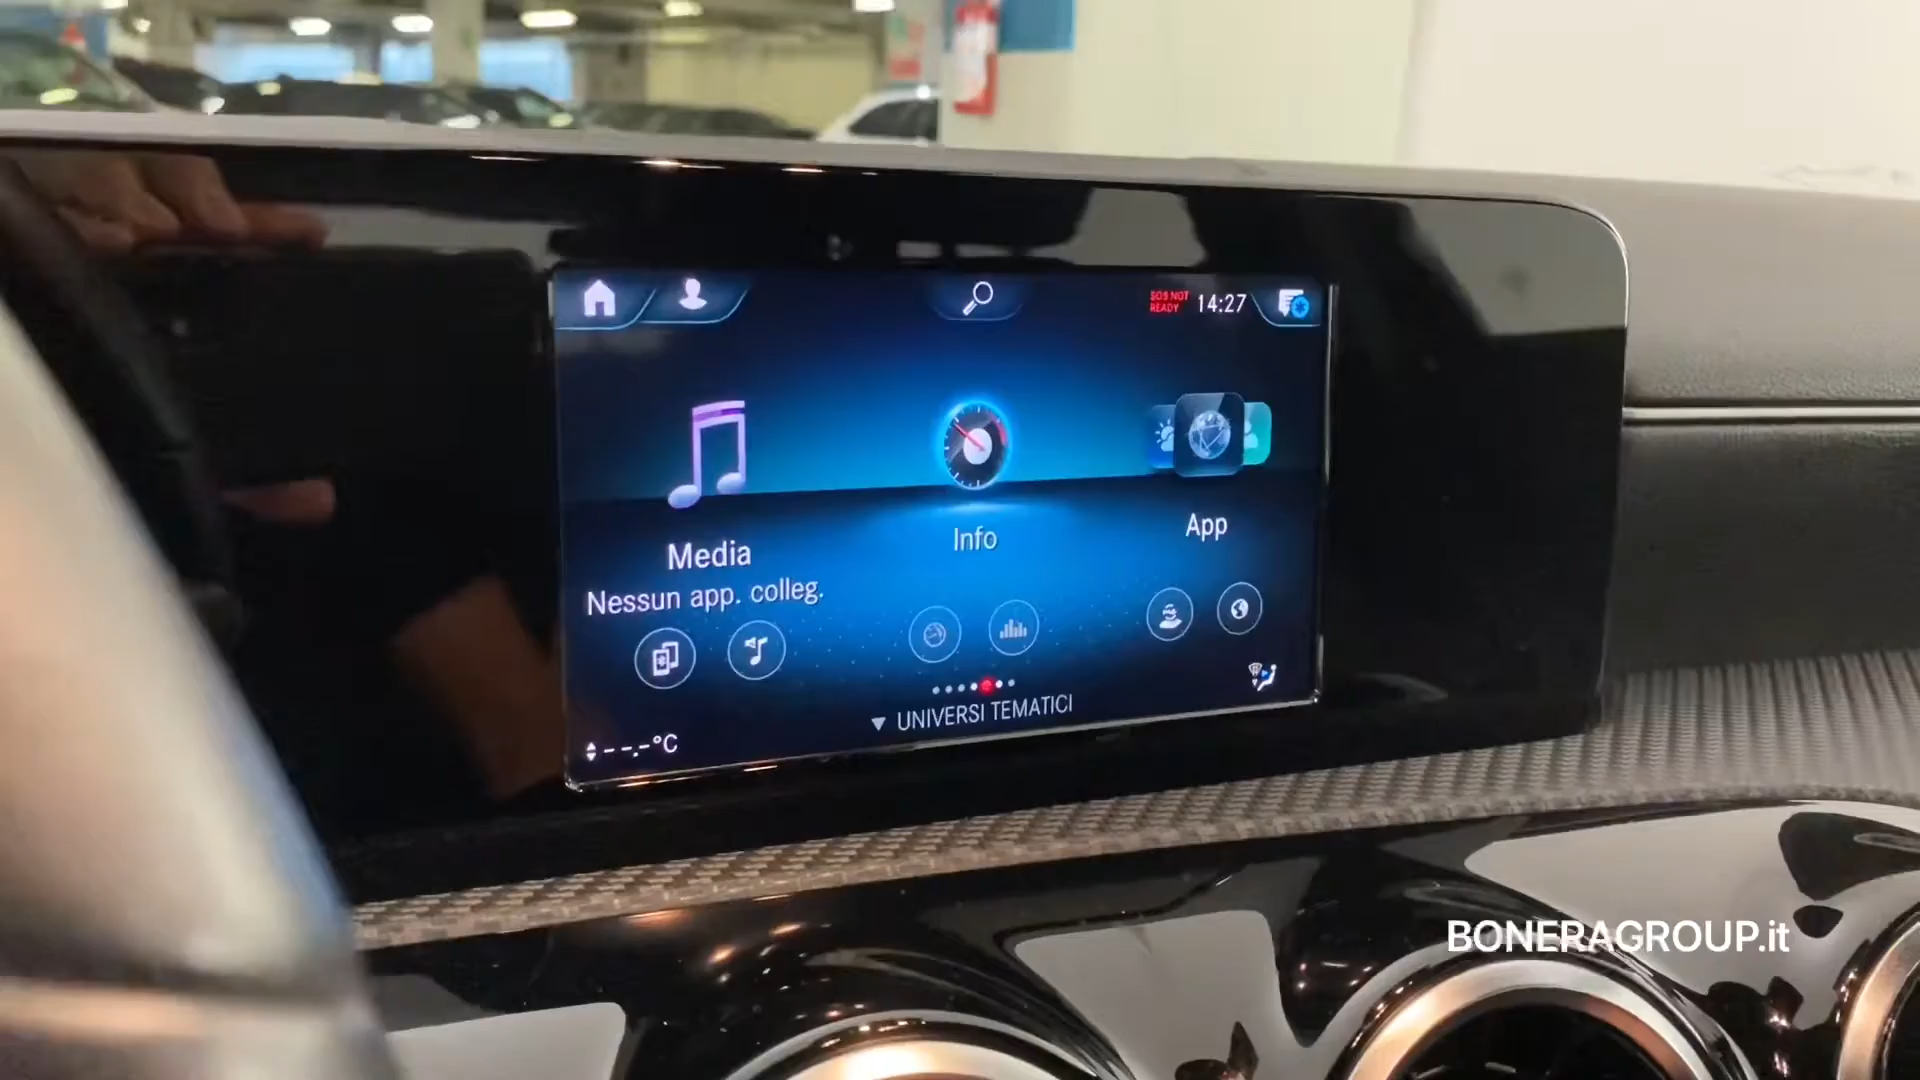 SOS NOT
READY
14:27
Media
Nessun app. colleg.
Info
App
UNIVERSI TEMATICI
--.-°C
BONERAGROUP.it